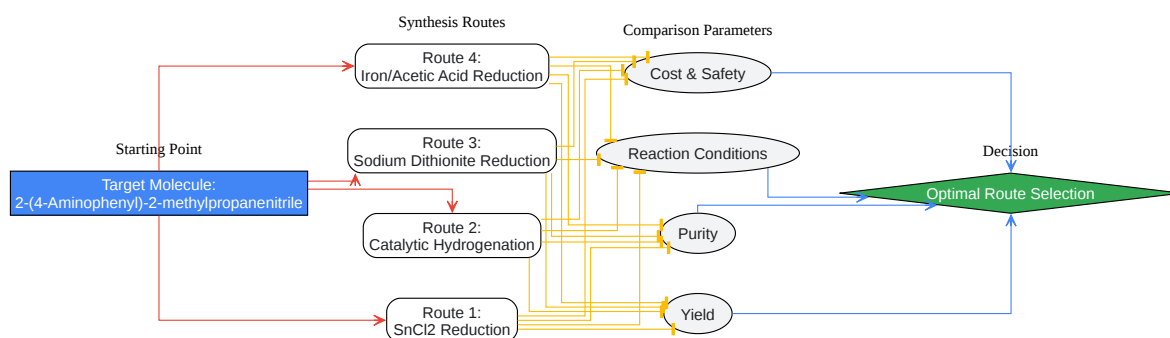 Synthesis Routes
Comparison Parameters
Route 4:
Iron/Acetic Acid Reduction
Cost & Safety
Starting Point
Route 3:
Sodium Dithionite Reduction
Reaction Conditions
Decision
Target Molecule:
2-(4-Aminophenyl)-2-methylpropanenitrile
Optimal Route Selection
Route 2:
Catalytic Hydrogenation
Purity
Route 1:
SnCl2 Reduction
Yield